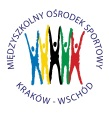 MIĘDZYSZKOLNY OŚRODEK SPORTOWY
KRAKÓW - WSCHÓD